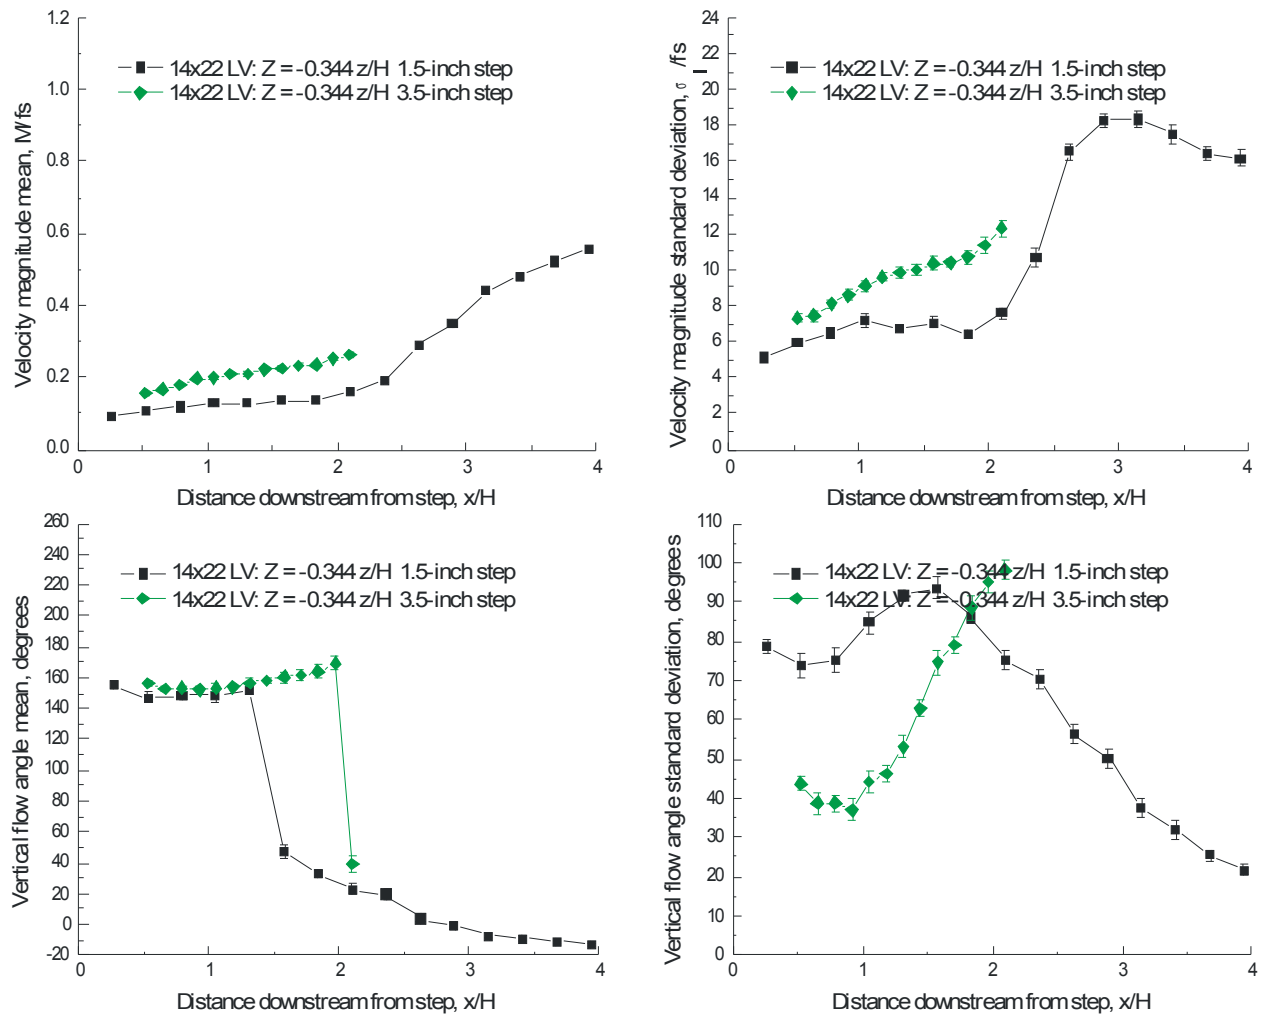 1.2
1.0
0.8
0.6
0.4
0.2
0.0
Velocity magnitude mean, M/fs
14x22 LV: Z = -0.344 z/H 1.5-inch step
14x22 LV: Z = -0.344 z/H 3.5-inch step
0 1 2 3 4
Distance downstream from step, x/H
24
22
20
18
16
14
12
10
8
6
4
2
0
Velocity magnitude standard deviation, σ /fs
14x22 LV: Z = -0.344 z/H 1.5-inch step
14x22 LV: Z = -0.344 z/H 3.5-inch step
0 1 2 3 4
Distance downstream from step, x/H
260
240
220
200
180
160
140
120
100
80
60
40
20
0
-20
Vertical flow angle mean, degrees
14x22 LV: Z = -0.344 z/H 1.5-inch step
14x22 LV: Z = -0.344 z/H 3.5-inch step
0 1 2 3 4
Distance downstream from step, x/H
110
100
90
80
70
60
50
40
30
20
10
0
Vertical flow angle standard deviation, degrees
14x22 LV: Z = -0.344 z/H 1.5-inch step
14x22 LV: Z = -0.344 z/H 3.5-inch step
0 1 2 3 4
Distance downstream from step, x/H